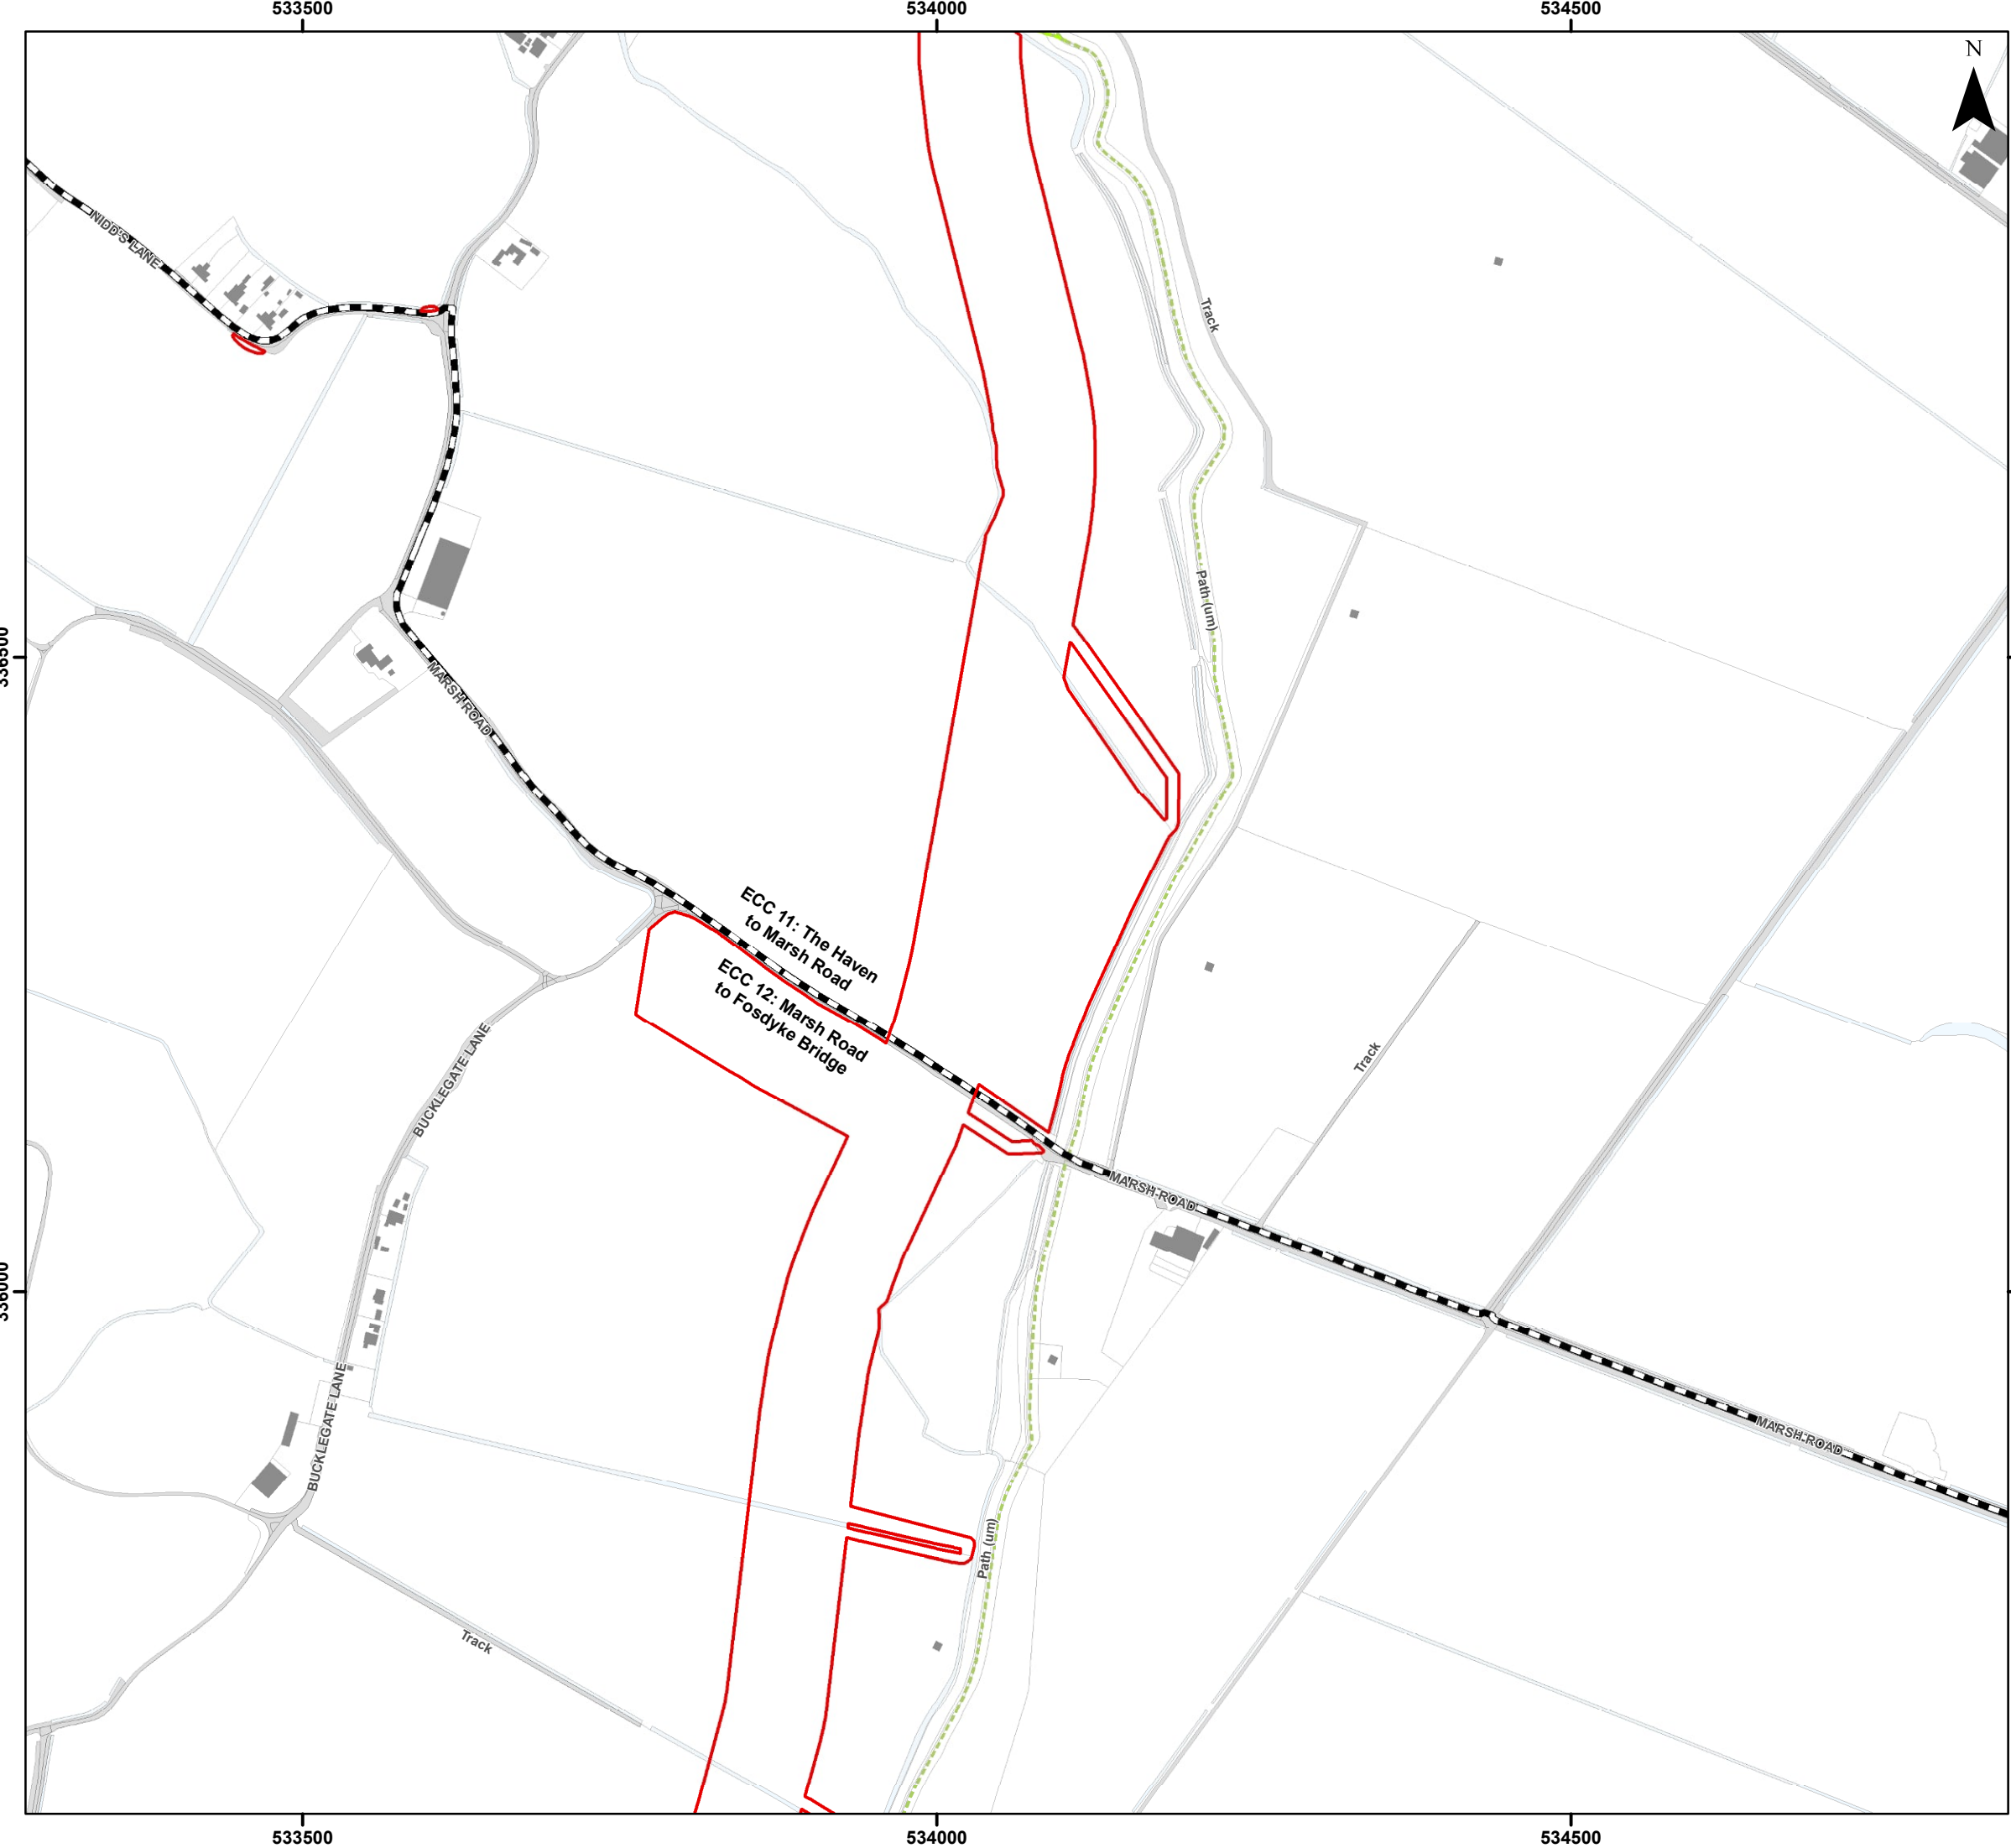 533500
534000
534500
N
NIDD'S LANE
Track
336500
Path (um)
MARSH ROAD
ECC 11: The Haven
to Marsh Road
ECC 12: Marsh Road
to Fosdyke Bridge
BUCKLEGATE LANE
Track
MARSH ROAD
336000
BUCKLEGATE LANE
MARSH ROAD
Path (um)
Track
533500
534000
534500